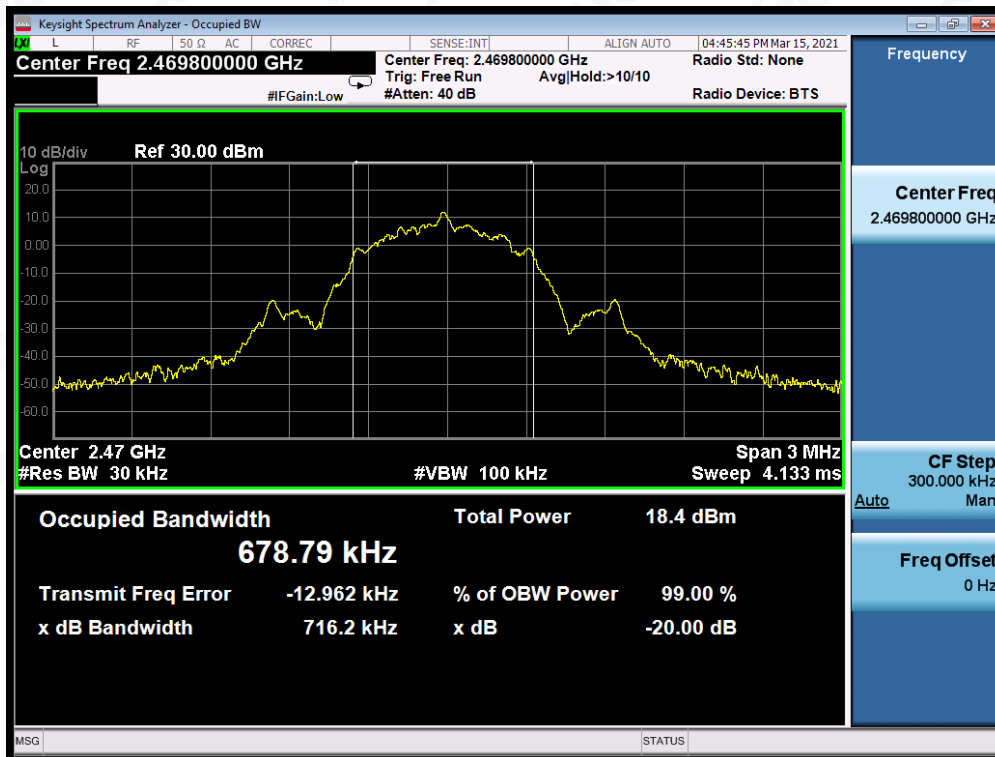 Keysight Spectrum Analyzer - Occupied BW
LXI L RF 50 Ω AC CORREC SENSE:INT ALIGN AUTO 04:45:45 PM Mar 15, 2021
Center Freq 2.469800000 GHz
Center Freq: 2.469800000 GHz Radio Std: None
Trig: Free Run Avg|Hold:>10/10
#IFGain:Low #Atten: 40 dB Radio Device: BTS
10 dB/div Ref 30.00 dBm
Log
20.0
10.0
0.00
-10.0
-20.0
-30.0
-40.0
-50.0
-60.0
Center 2.47 GHz Span 3 MHz
#Res BW 30 kHz #VBW 100 kHz Sweep 4.133 ms
Occupied Bandwidth Total Power 18.4 dBm
678.79 kHz
Transmit Freq Error -12.962 kHz % of OBW Power 99.00 %
x dB Bandwidth 716.2 kHz x dB -20.00 dB
MSG STATUS
Frequency
Center Freq
2.469800000 GHz
CF Step
300.000 kHz
Auto Man
Freq Offset
0 Hz